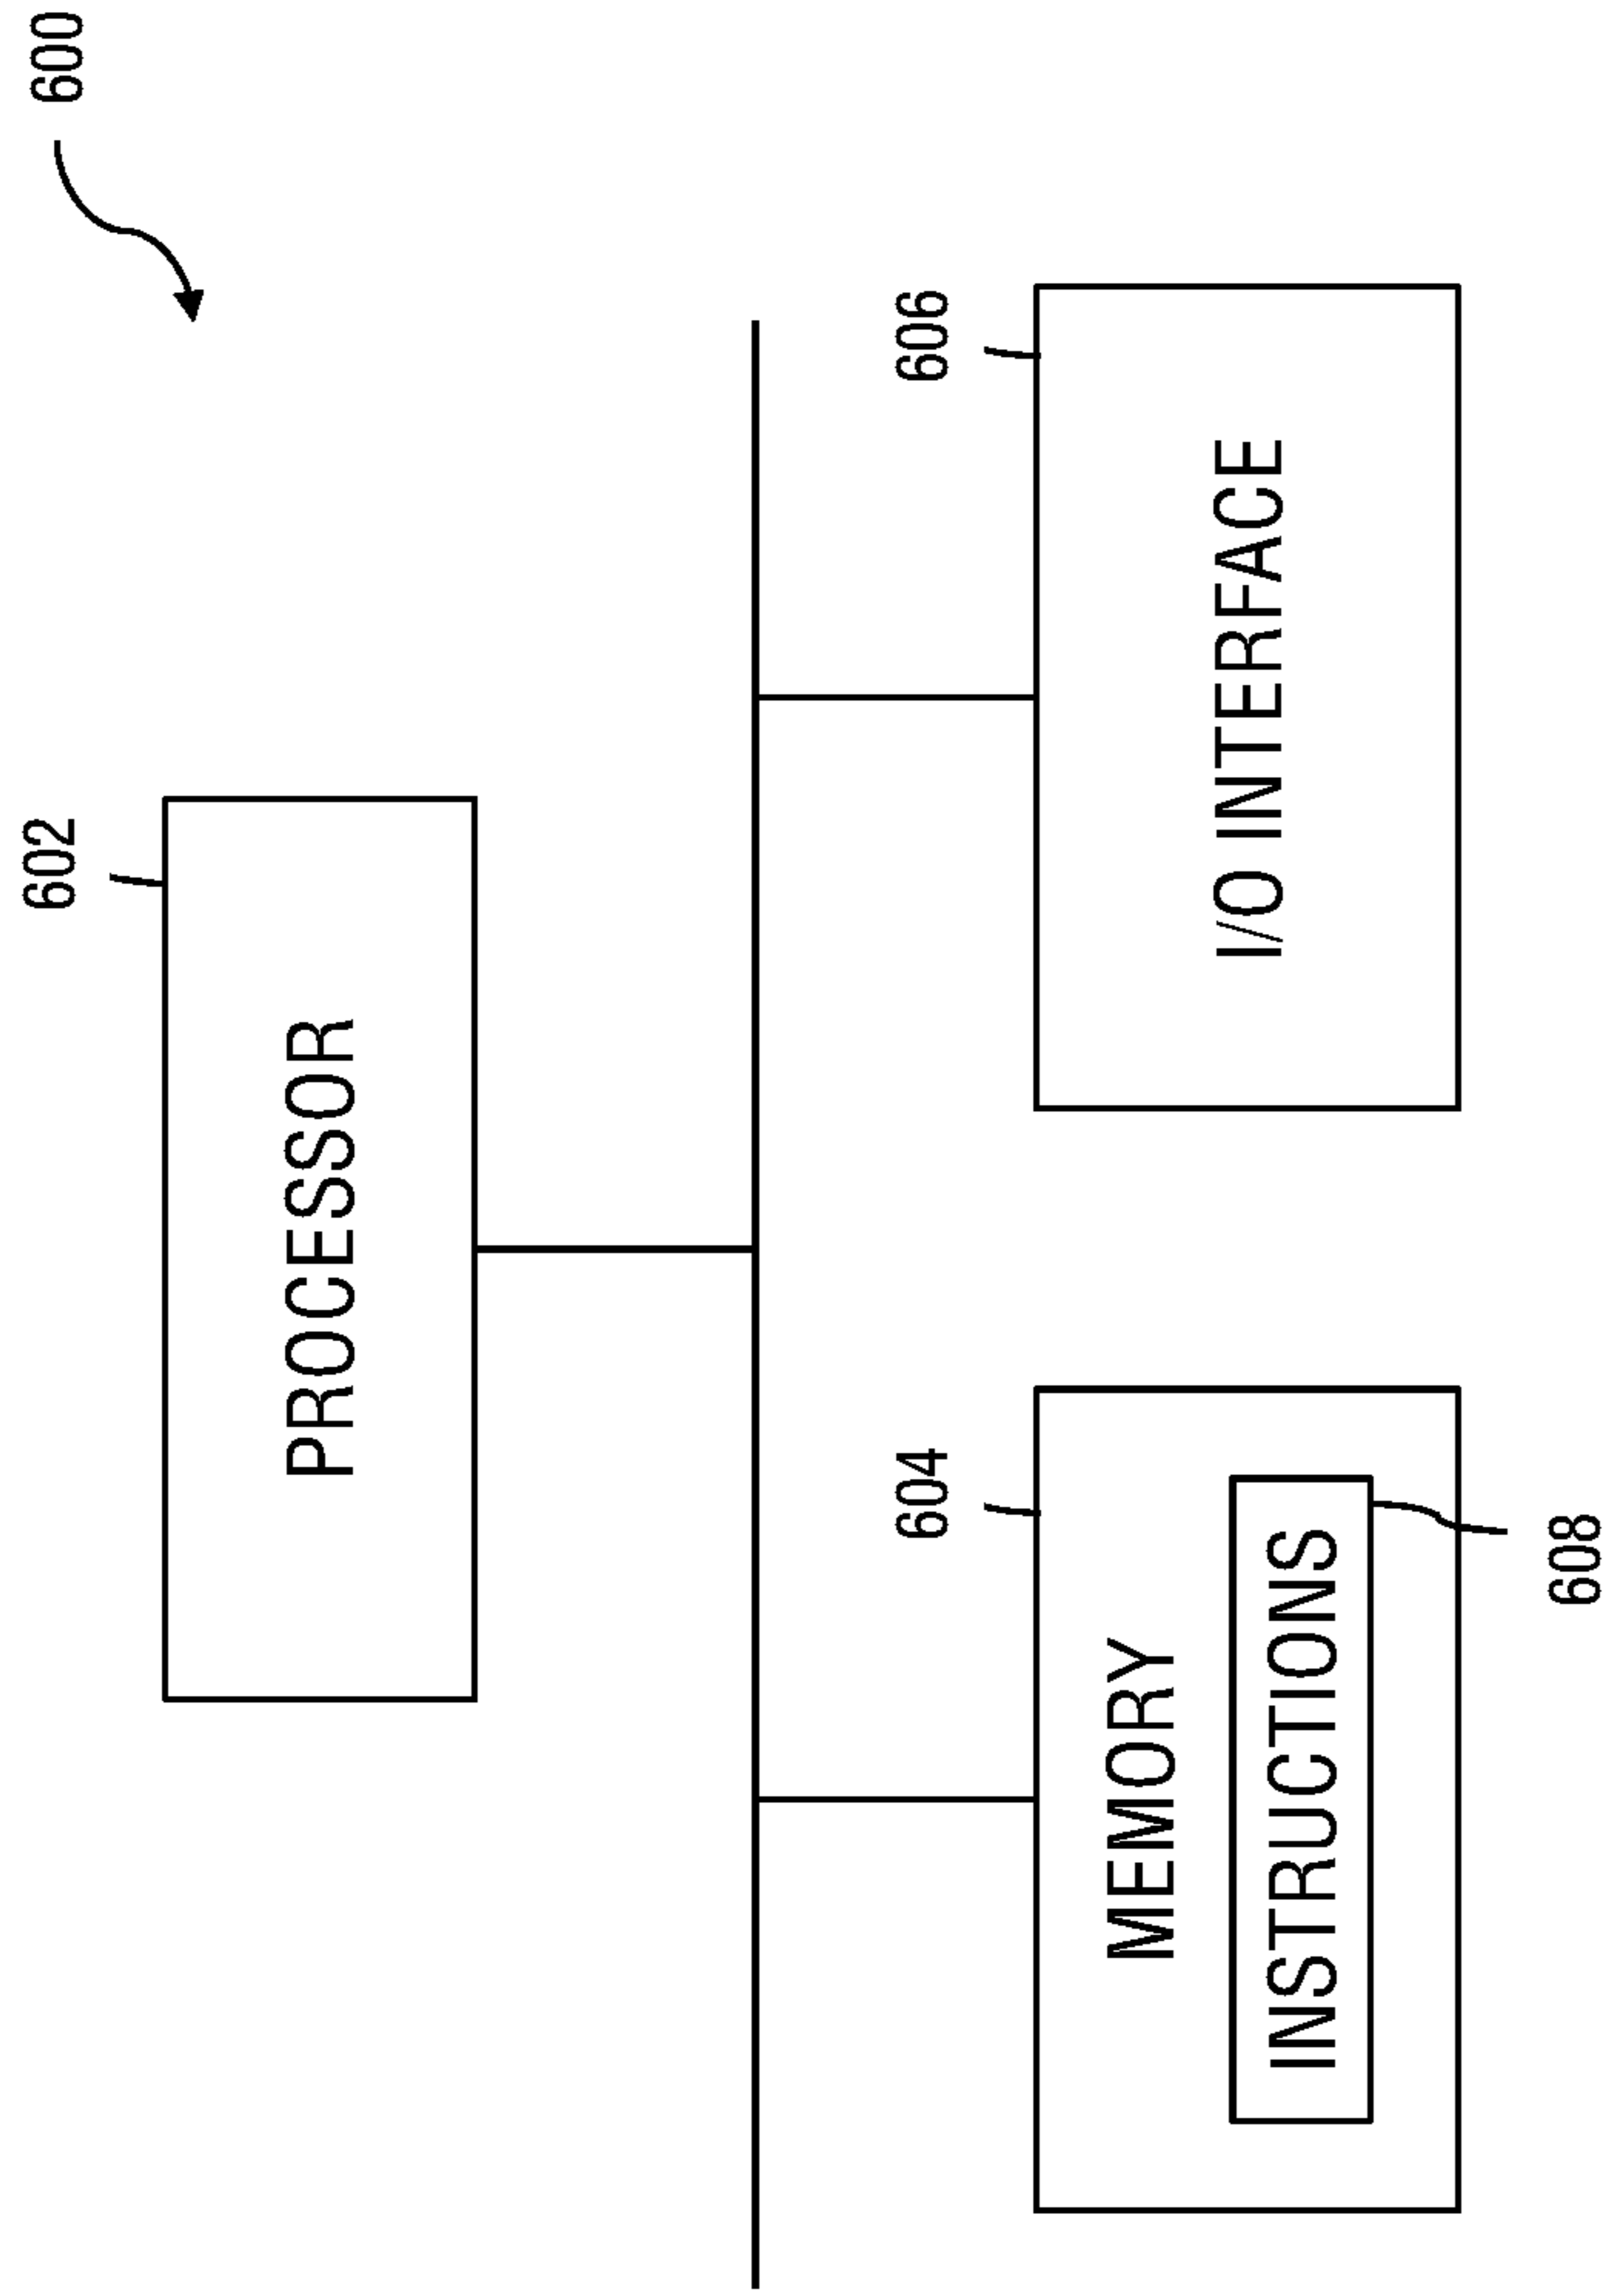 600
602
PROCESSOR
604
606
MEMORY
I/O INTERFACE
INSTRUCTIONS
608